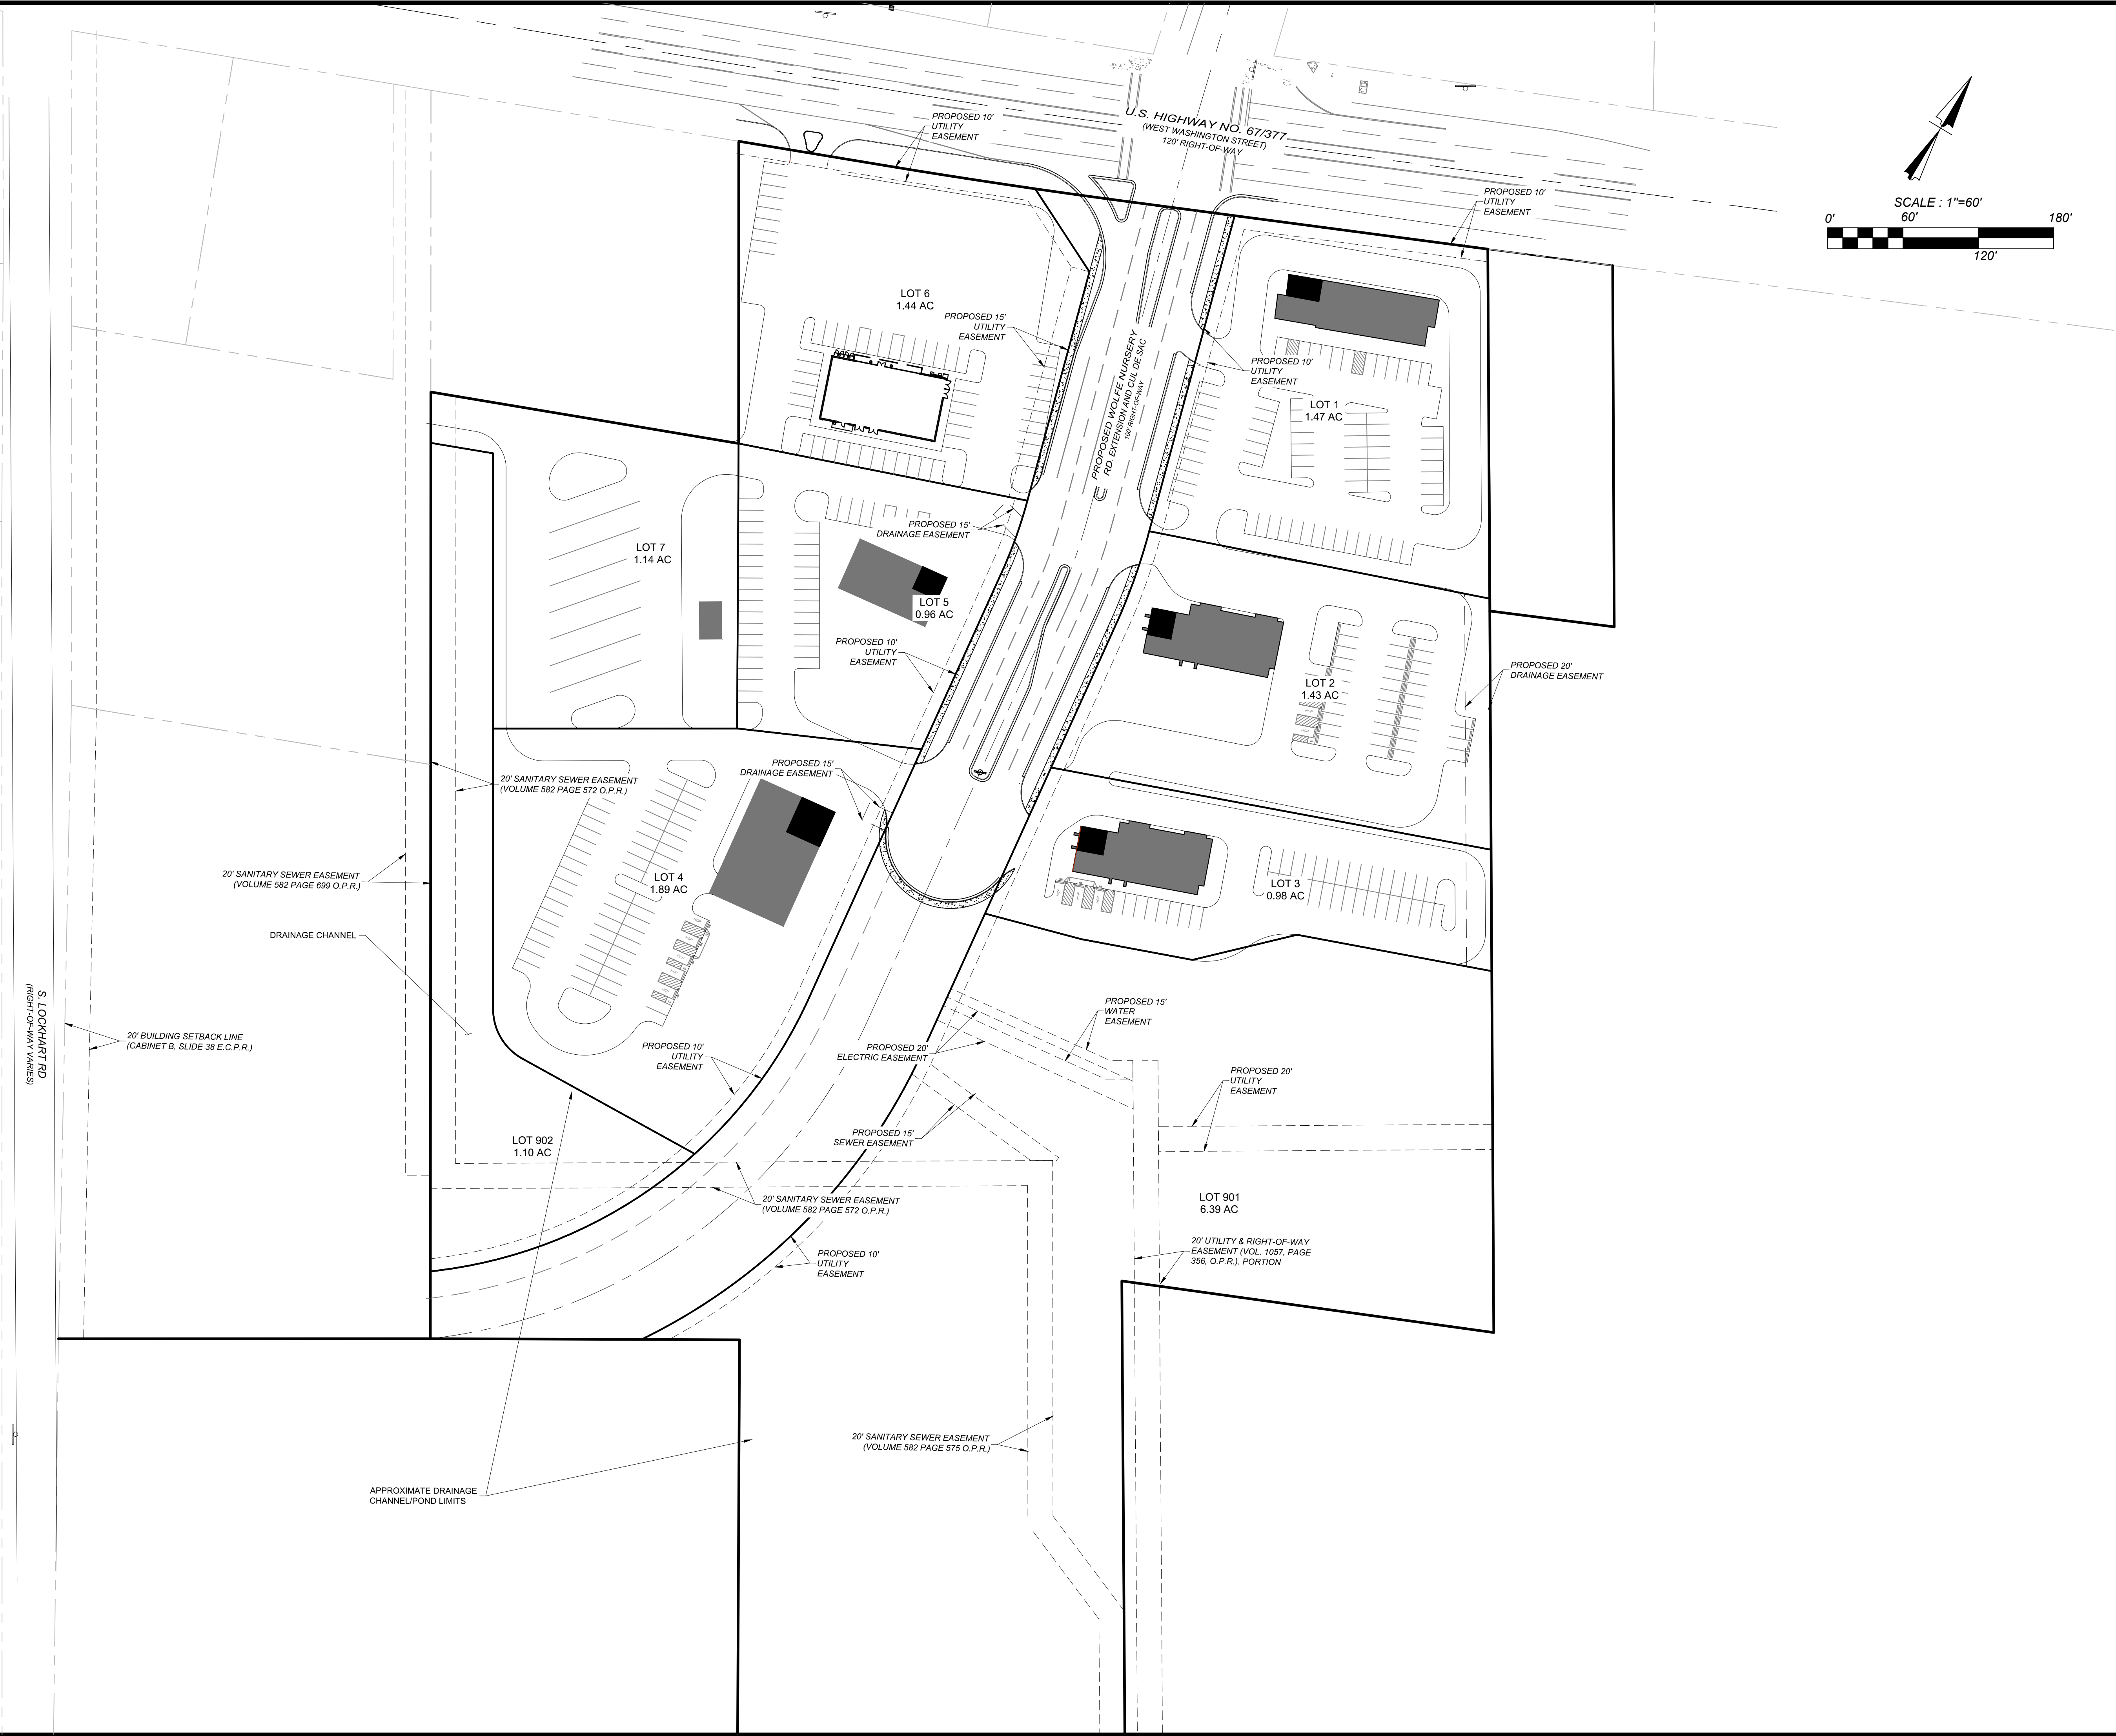 PROPOSED 10'
UTILITY
EASEMENT
U.S. HIGHWAY NO. 67/377
(WEST WASHINGTON STREET)
120' RIGHT-OF-WAY
PROPOSED 10'
UTILITY
EASEMENT
SCALE : 1"=60'
0'
60'
180'
120'
LOT 6
1.44 AC
PROPOSED 15'
UTILITY
EASEMENT
PROPOSED WOLFE NURSERY
RD. EXTENSION AND CUL DE SAC
100' RIGHT-OF-WAY
PROPOSED 10'
UTILITY
EASEMENT
LOT 1
1.47 AC
PROPOSED 15'
DRAINAGE EASEMENT
LOT 7
1.14 AC
LOT 5
0.96 AC
PROPOSED 10'
UTILITY
EASEMENT
PROPOSED 20'
DRAINAGE EASEMENT
LOT 2
1.43 AC
PROPOSED 15'
DRAINAGE EASEMENT
20' SANITARY SEWER EASEMENT
(VOLUME 582 PAGE 572 O.P.R.)
20' SANITARY SEWER EASEMENT
(VOLUME 582 PAGE 699 O.P.R.)
LOT 4
1.89 AC
LOT 3
0.98 AC
DRAINAGE CHANNEL
S. LOCKHART RD
(RIGHT-OF-WAY VARIES)
20' BUILDING SETBACK LINE
(CABINET B, SLIDE 38 E.C.P.R.)
PROPOSED 15'
WATER
EASEMENT
PROPOSED 10'
UTILITY
EASEMENT
PROPOSED 20'
ELECTRIC EASEMENT
PROPOSED 20'
UTILITY
EASEMENT
LOT 902
1.10 AC
PROPOSED 15'
SEWER EASEMENT
20' SANITARY SEWER EASEMENT
(VOLUME 582 PAGE 572 O.P.R.)
LOT 901
6.39 AC
PROPOSED 10'
UTILITY
EASEMENT
20' UTILITY & RIGHT-OF-WAY
EASEMENT (VOL. 1057, PAGE
356, O.P.R.). PORTION
20' SANITARY SEWER EASEMENT
(VOLUME 582 PAGE 575 O.P.R.)
APPROXIMATE DRAINAGE
CHANNEL/POND LIMITS